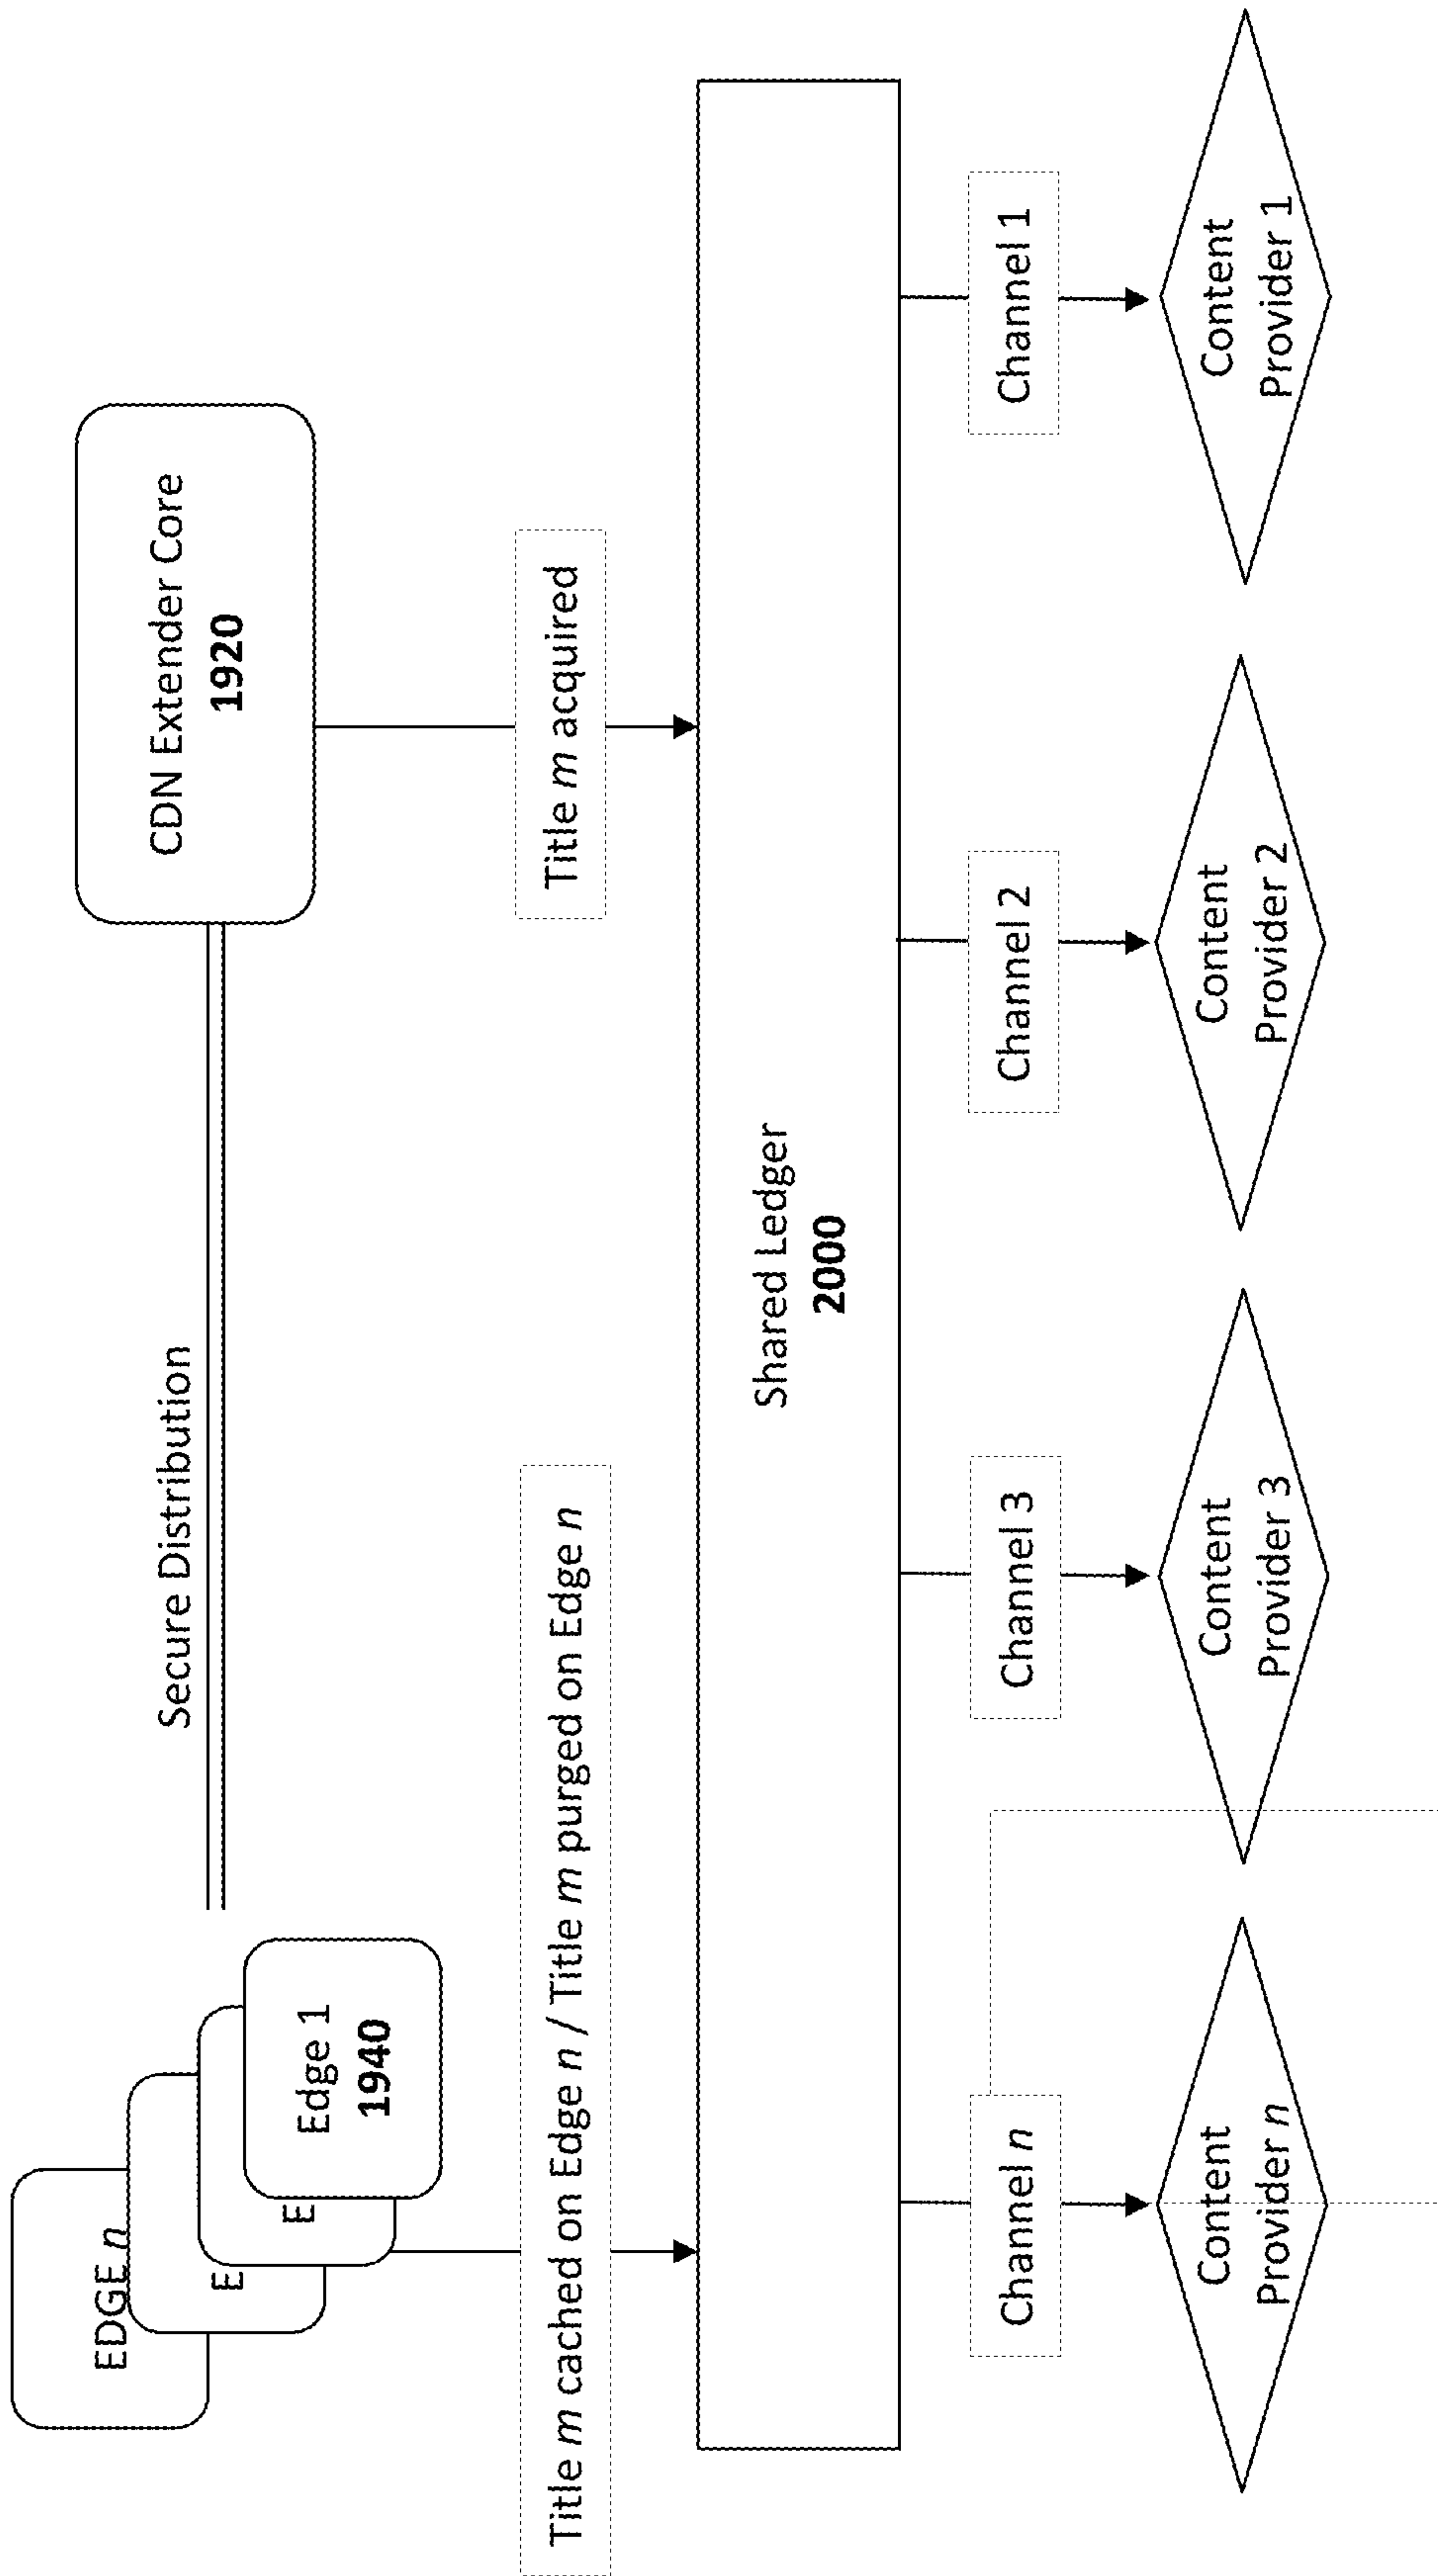 EDGE n
E
E
Edge 1
1940
Secure Distribution
CDN Extender Core
1920
Title m cached on Edge n / Title m purged on Edge n
Title m acquired
Shared Ledger
2000
Channel n
Channel 3
Channel 2
Channel 1
Content
Provider n
Content
Provider 3
Content
Provider 2
Content
Provider 1